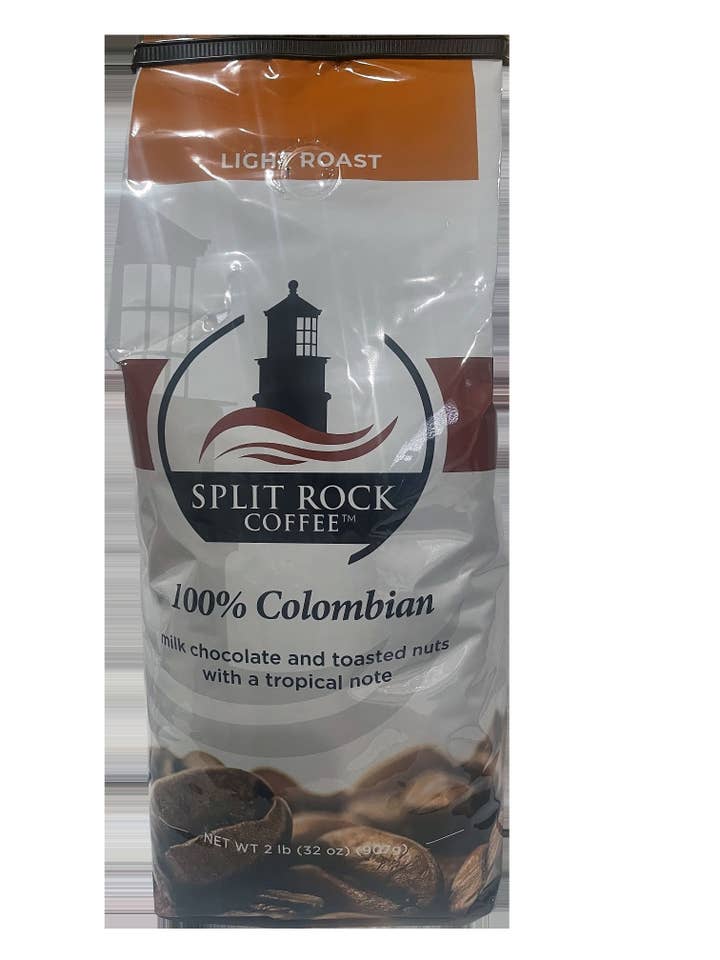 LIGHT ROAST
SPLIT ROCK
COFFEE™
100% Colombian
milk chocolate and toasted nuts
with a tropical note
NET WT 2 lb (32 oz) (907g)